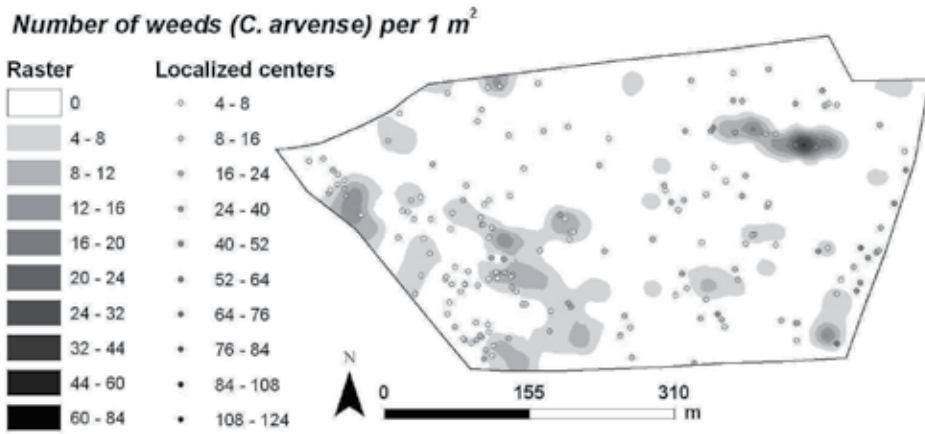 Number of weeds (C. arvense) per 1 m²
Raster Localized centers
0 4 - 8
4 - 8 8 - 16
8 - 12 16 - 24
12 - 16 24 - 40
16 - 20 40 - 52
20 - 24 52 - 64
24 - 32 64 - 76
32 - 44 76 - 84
44 - 60 84 - 108
60 - 84 108 - 124
N
0 155 310
m